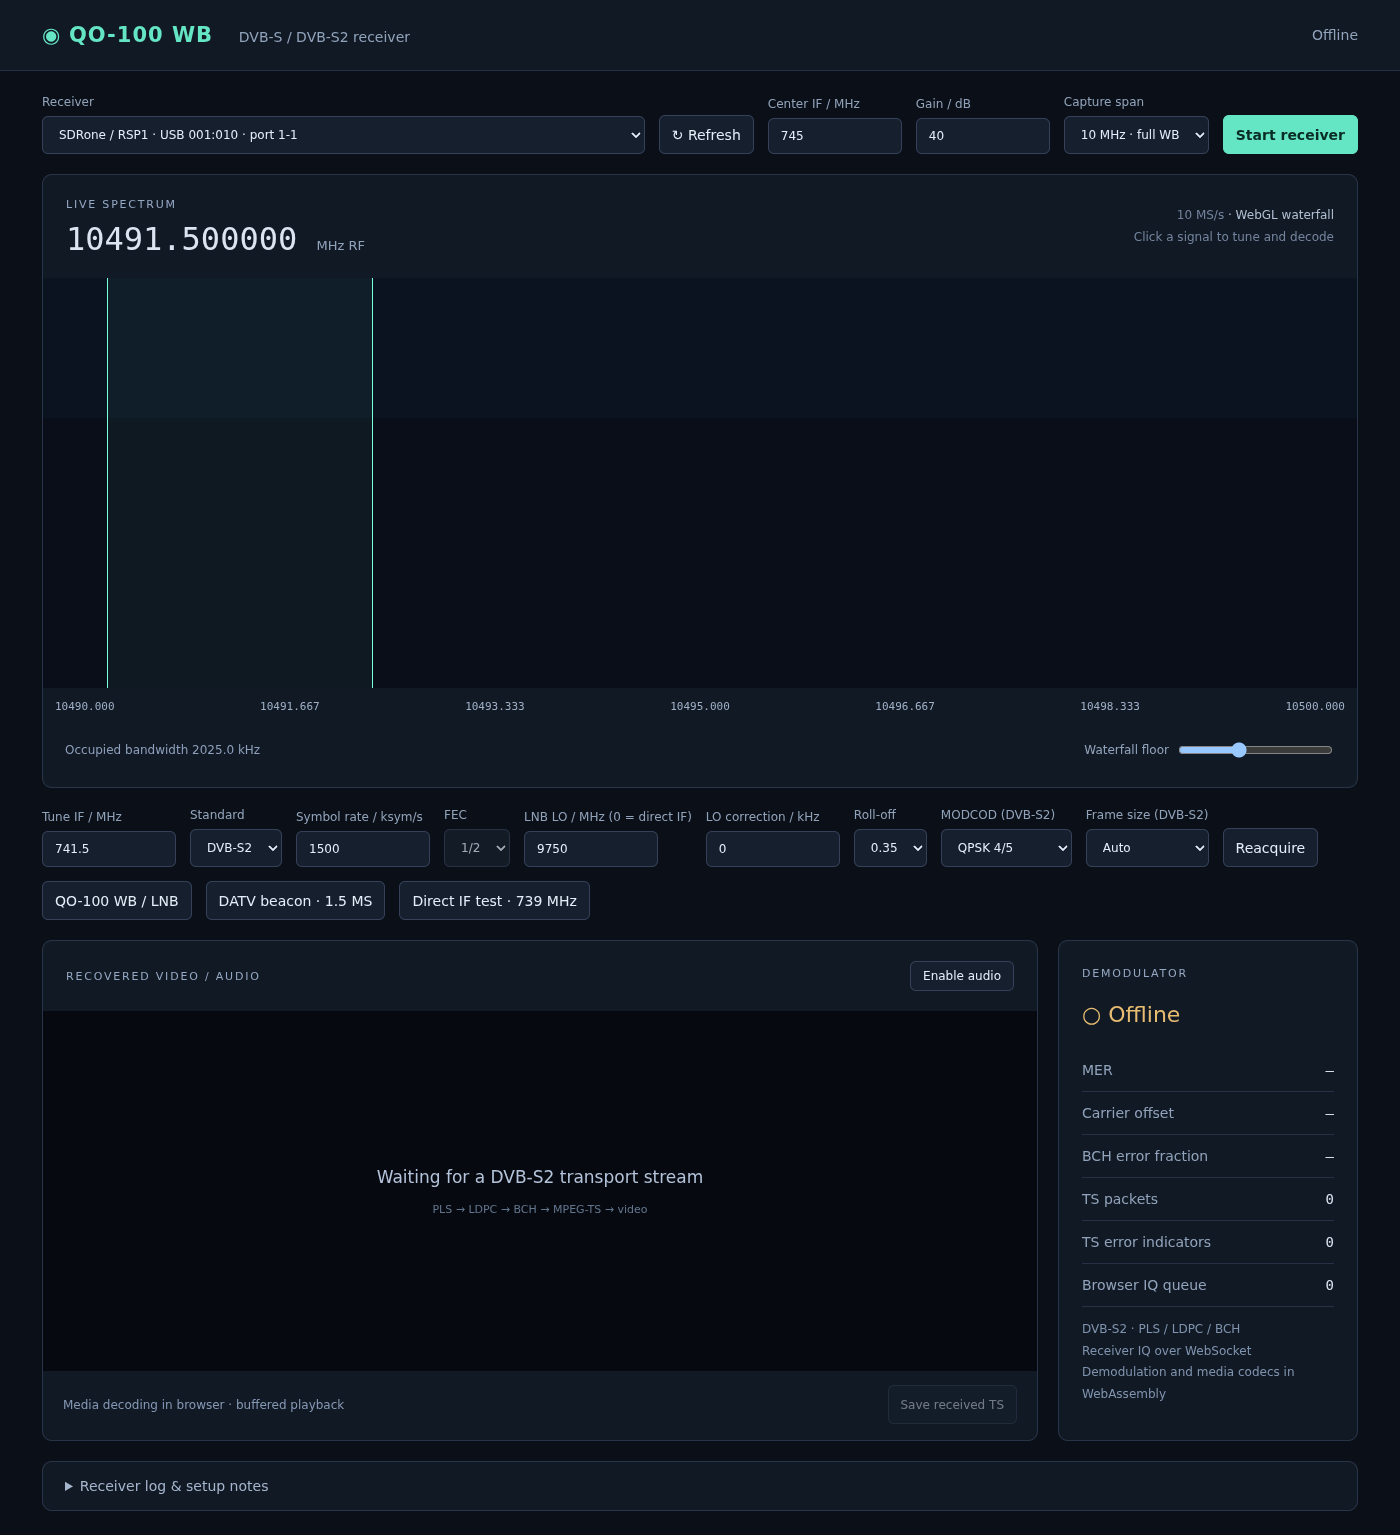 ◉ QO-100 WB DVB-S / DVB-S2 receiver Offline
Receiver Center IF / MHz Gain / dB Capture span
SDRone / RSP1 · USB 001:010 · port 1-1 ↻ Refresh 745 40 10 MHz · full WB Start receiver
LIVE SPECTRUM
10491.500000 MHz RF
10 MS/s · WebGL waterfall
Click a signal to tune and decode
10490.000 10491.667 10493.333 10495.000 10496.667 10498.333 10500.000
Occupied bandwidth 2025.0 kHz Waterfall floor
Tune IF / MHz Standard Symbol rate / ksym/s FEC LNB LO / MHz (0 = direct IF) LO correction / kHz Roll-off MODCOD (DVB-S2) Frame size (DVB-S2)
741.5 DVB-S2 1500 1/2 9750 0 0.35 QPSK 4/5 Auto Reacquire
QO-100 WB / LNB DATV beacon · 1.5 MS Direct IF test · 739 MHz
RECOVERED VIDEO / AUDIO Enable audio
Waiting for a DVB-S2 transport stream
PLS → LDPC → BCH → MPEG-TS → video
Media decoding in browser · buffered playback Save received TS
DEMODULATOR
○ Offline
MER –
Carrier offset –
BCH error fraction –
TS packets 0
TS error indicators 0
Browser IQ queue 0
DVB-S2 · PLS / LDPC / BCH
Receiver IQ over WebSocket
Demodulation and media codecs in
WebAssembly
▶ Receiver log & setup notes